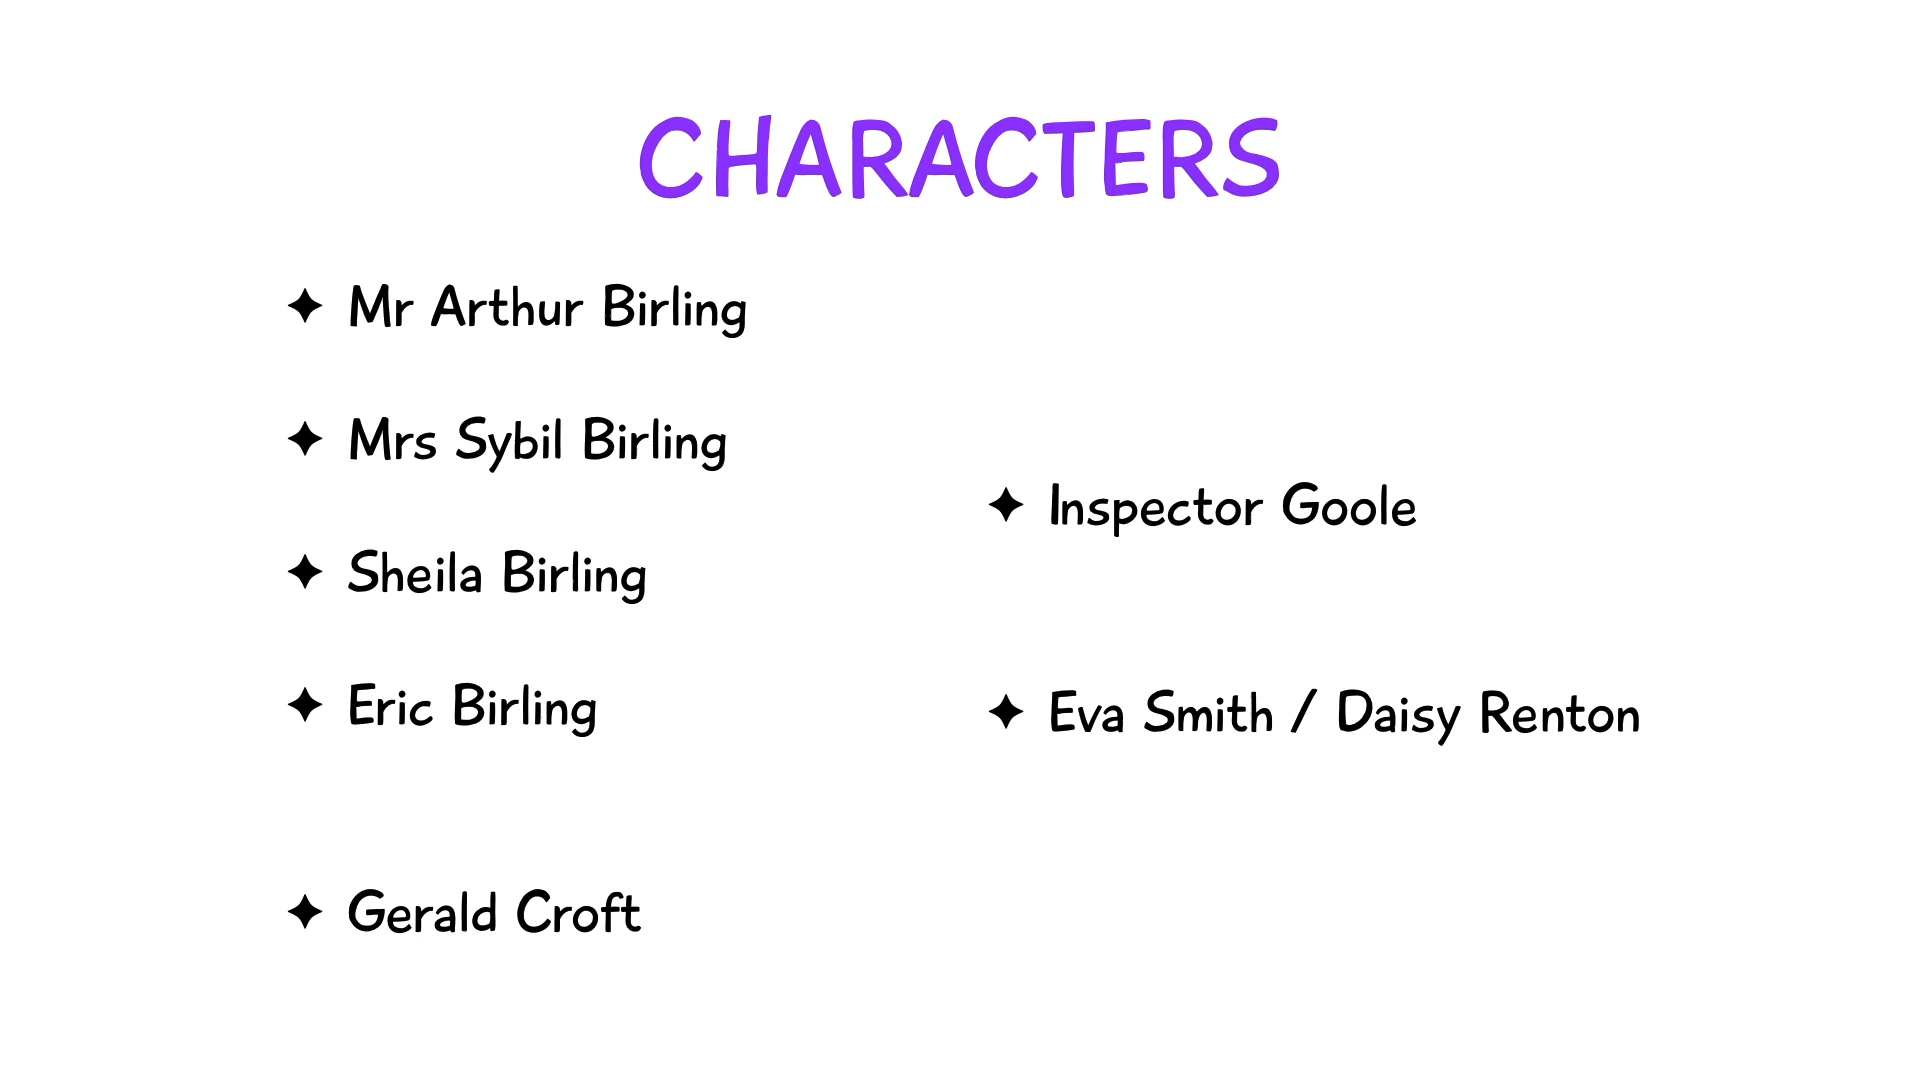 CHARACTERS
✦ Mr Arthur Birling
✦ Mrs Sybil Birling
✦ Sheila Birling
✦ Eric Birling
✦ Gerald Croft
✦ Inspector Goole
✦ Eva Smith / Daisy Renton